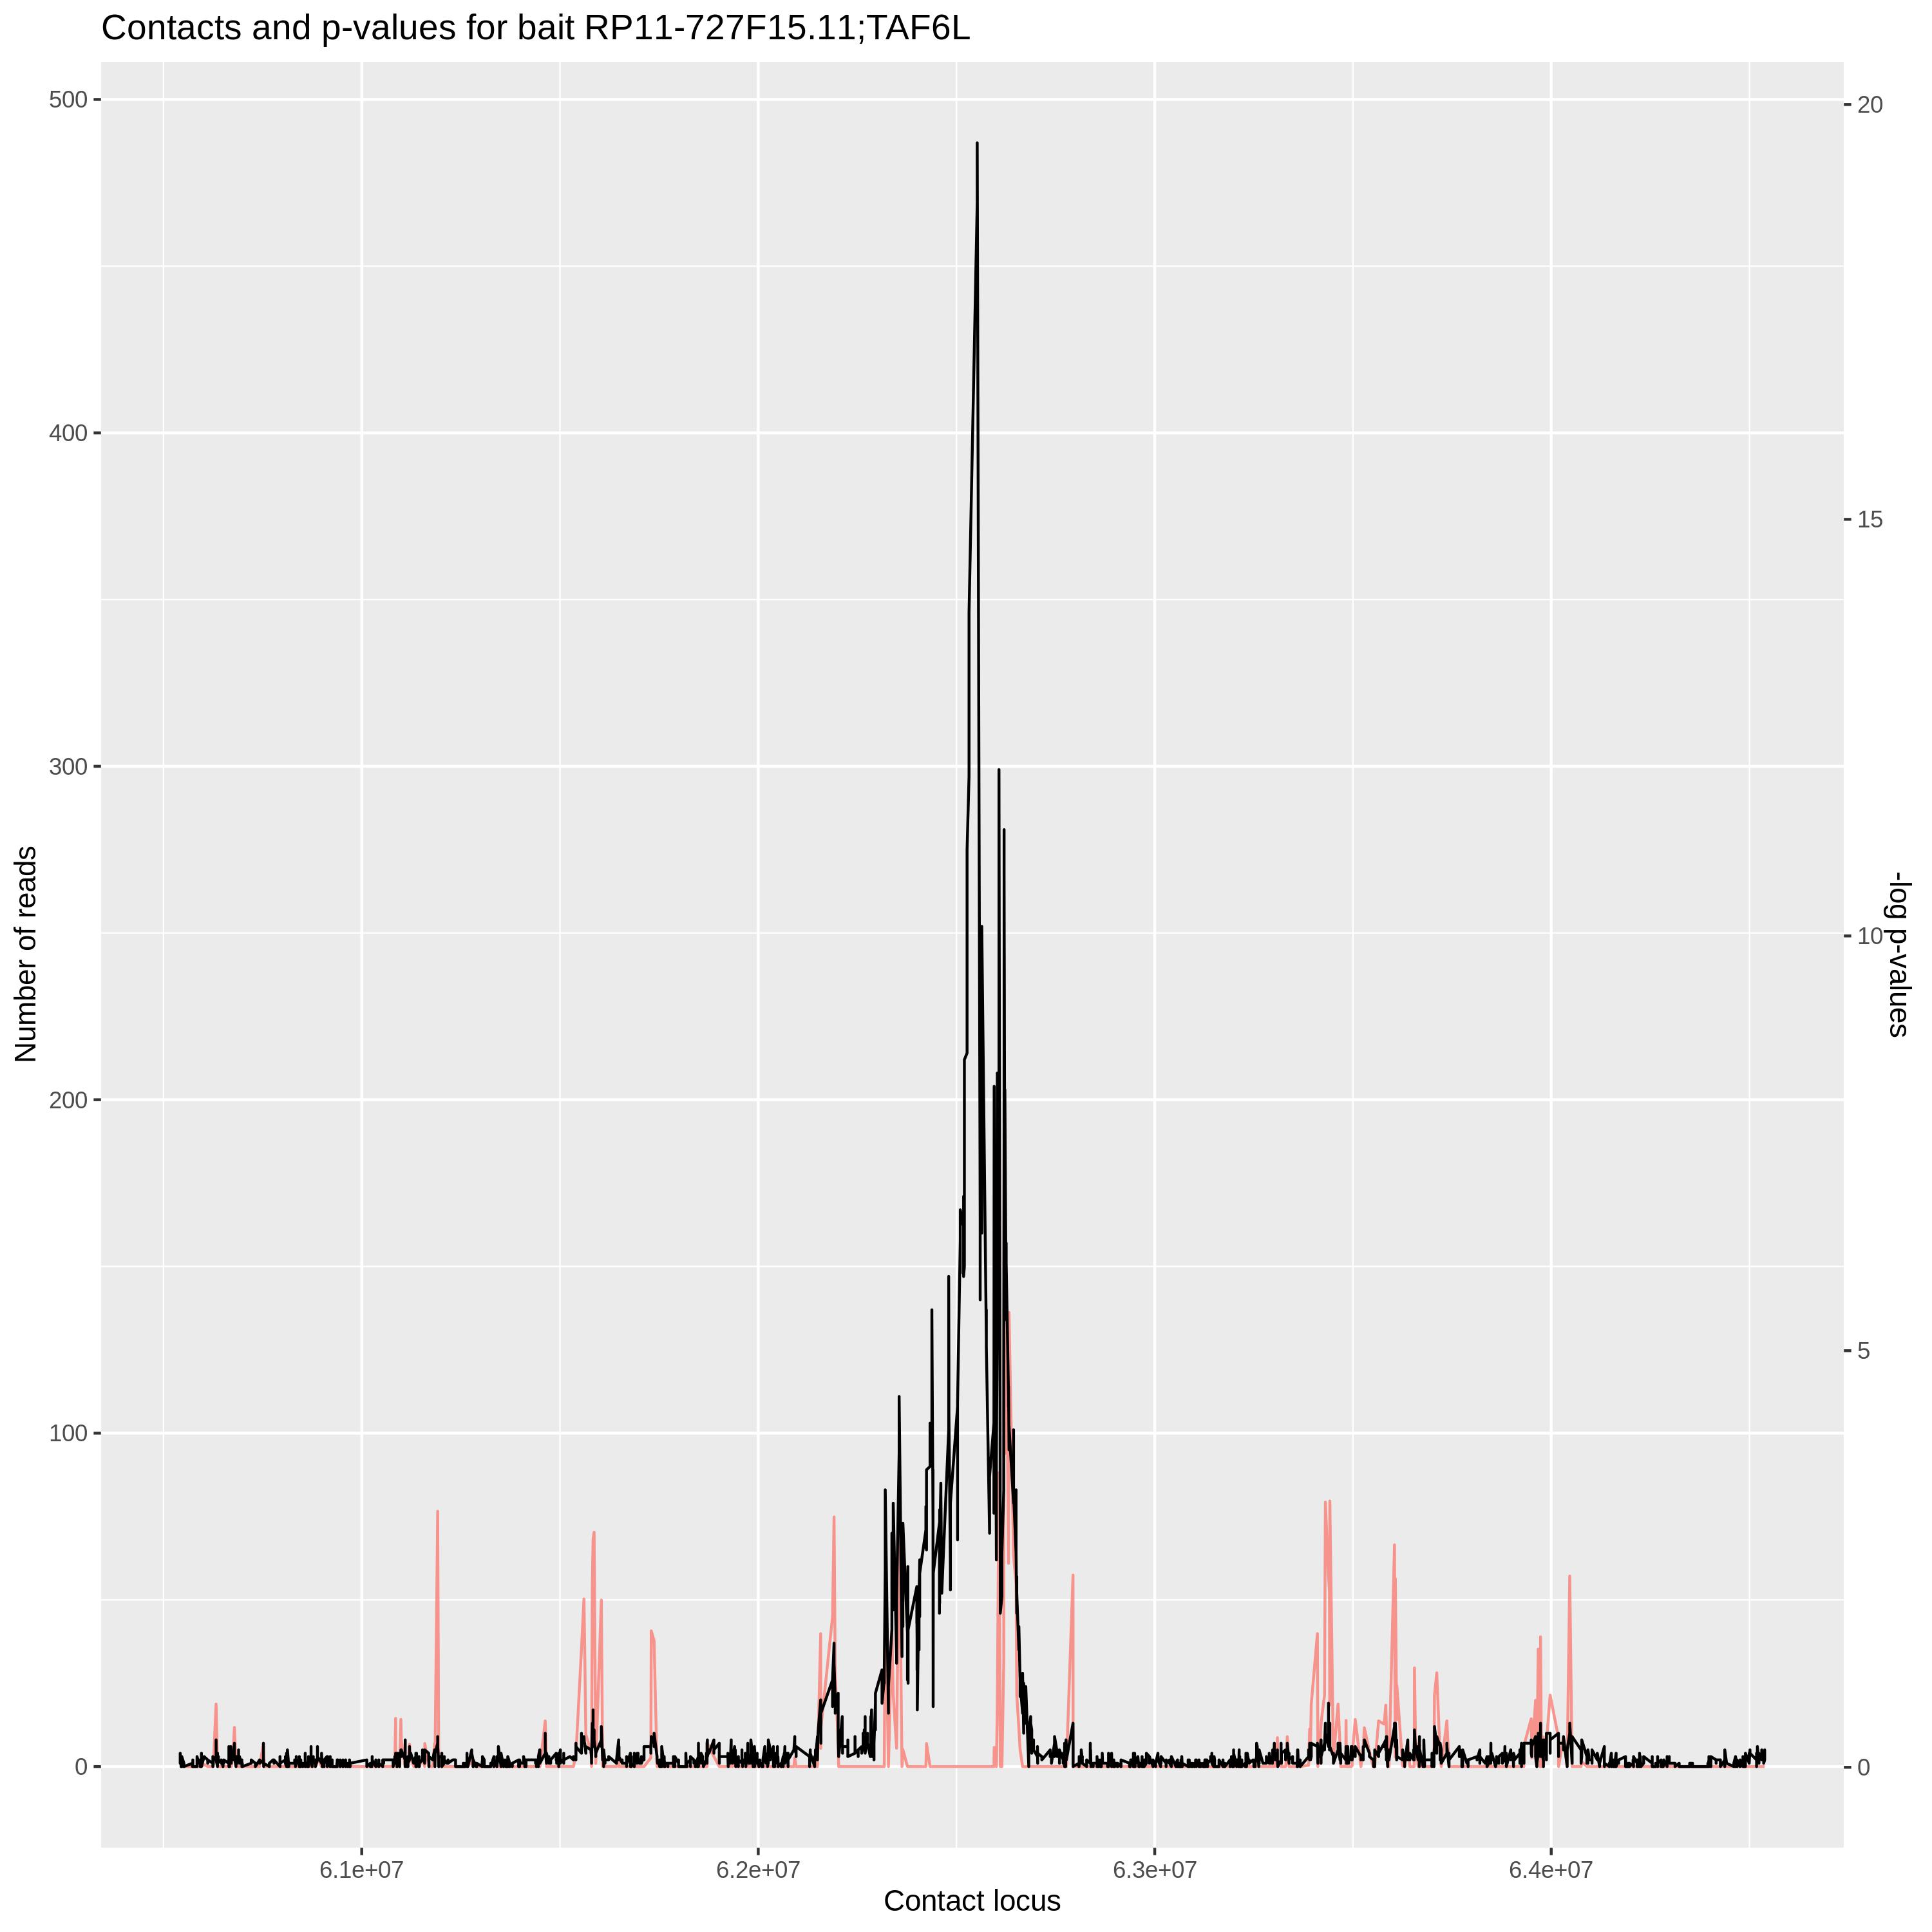 Contacts and p-values for bait RP11-727F15.11;TAF6L
500
400
300
200
100
0
Number of reads
20
15
10
5
0
-log p-values
6.1e+07
6.2e+07
6.3e+07
6.4e+07
Contact locus